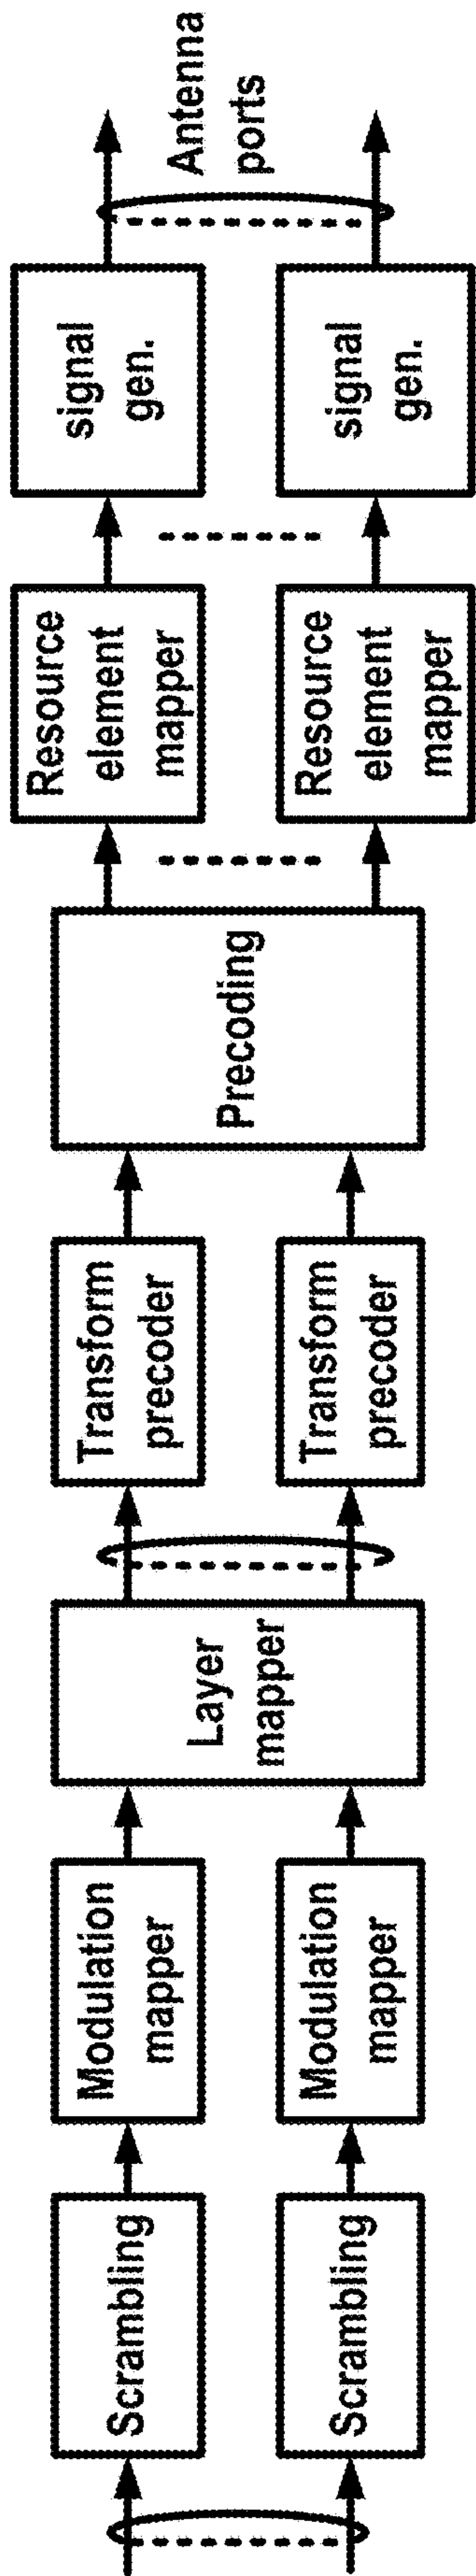 Scrambling
Scrambling
Modulation
mapper
Modulation
mapper
Layer
mapper
Transform
precoder
Transform
precoder
Precoding
Resource
element
mapper
Resource
element
mapper
signal
gen.
signal
gen.
Antenna
ports